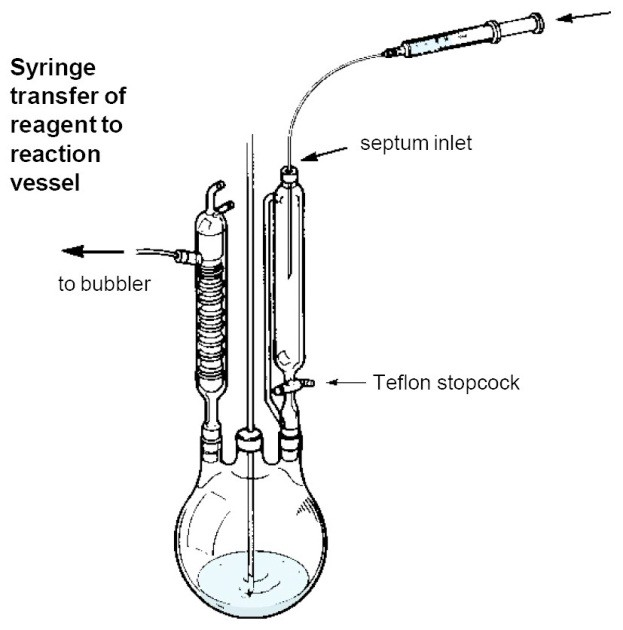 Syringe
transfer of
reagent to
reaction
vessel
septum inlet
to bubbler
Teflon stopcock